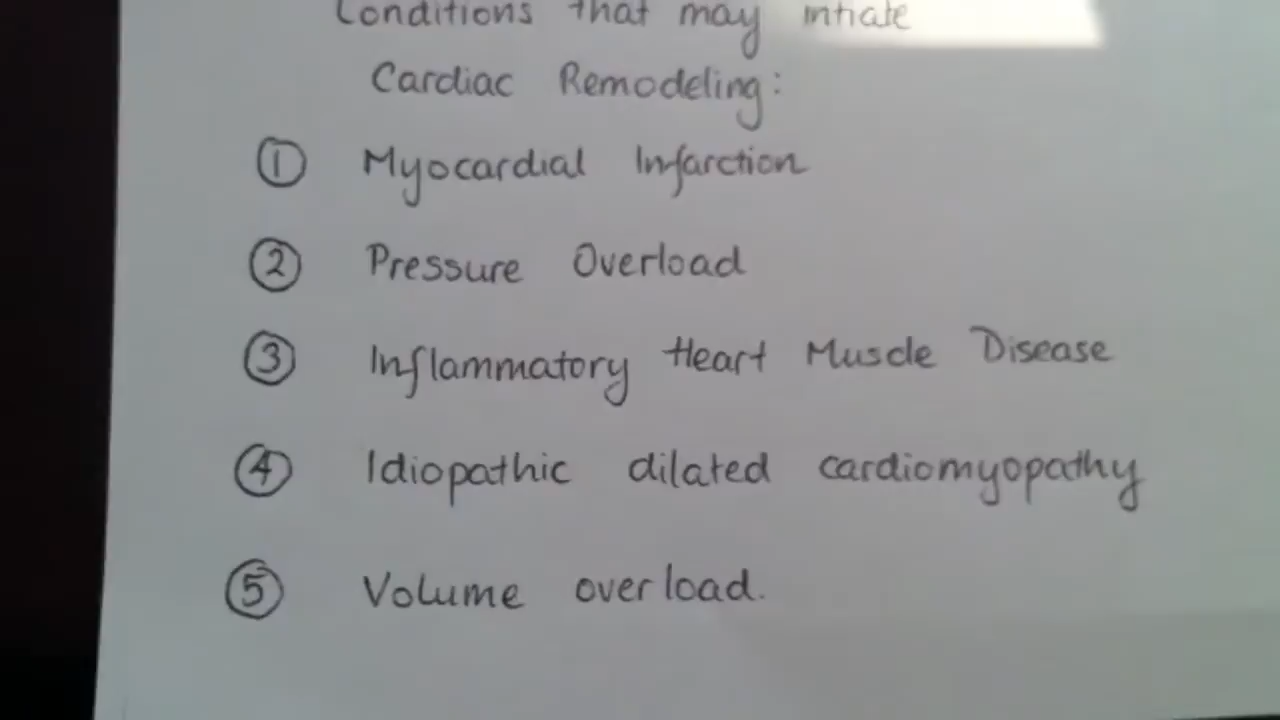 Conditions that may intiate
Cardiac Remodeling:
① Myocardial Infarction
② Pressure Overload
③ Inflammatory Heart Muscle Disease
④ Idiopathic dilated cardiomyopathy
⑤ Volume overload.